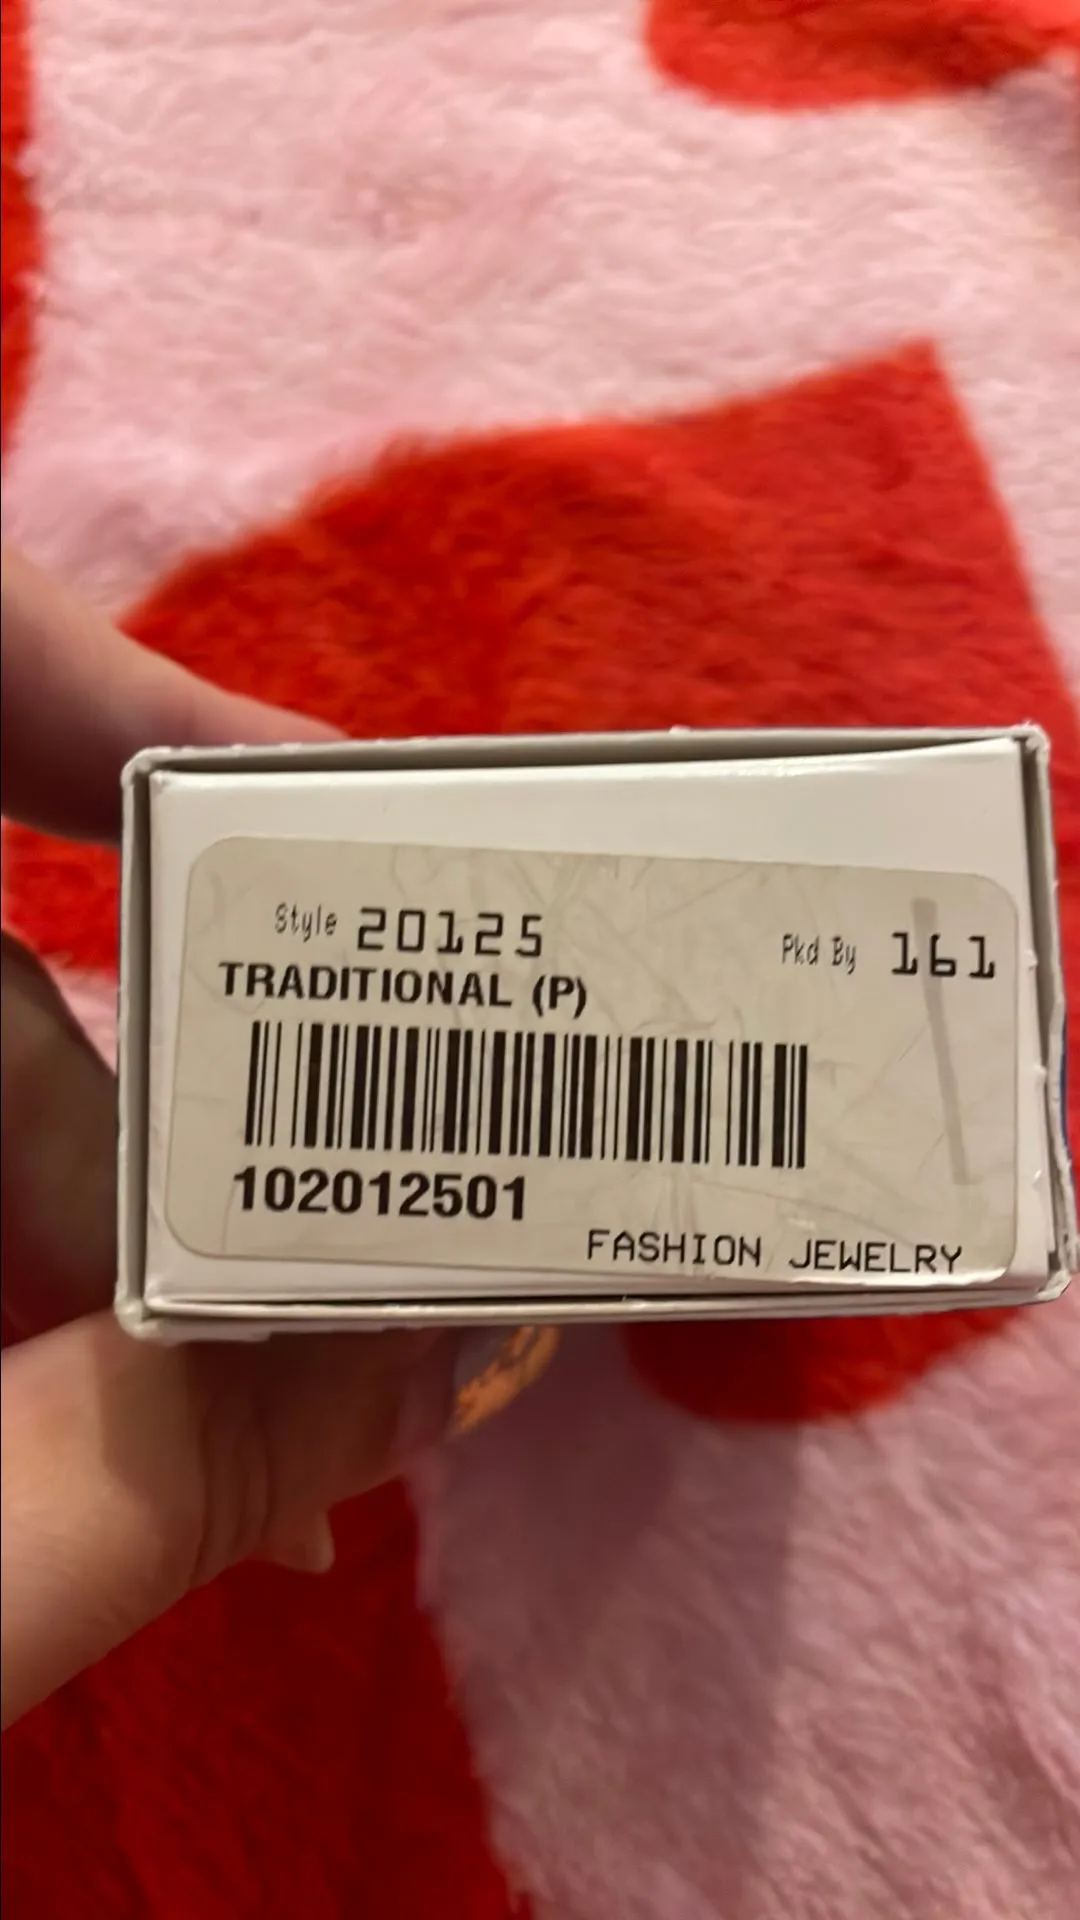 Style 20125
Pkd By 161
TRADITIONAL (P)
102012501
FASHION JEWELRY